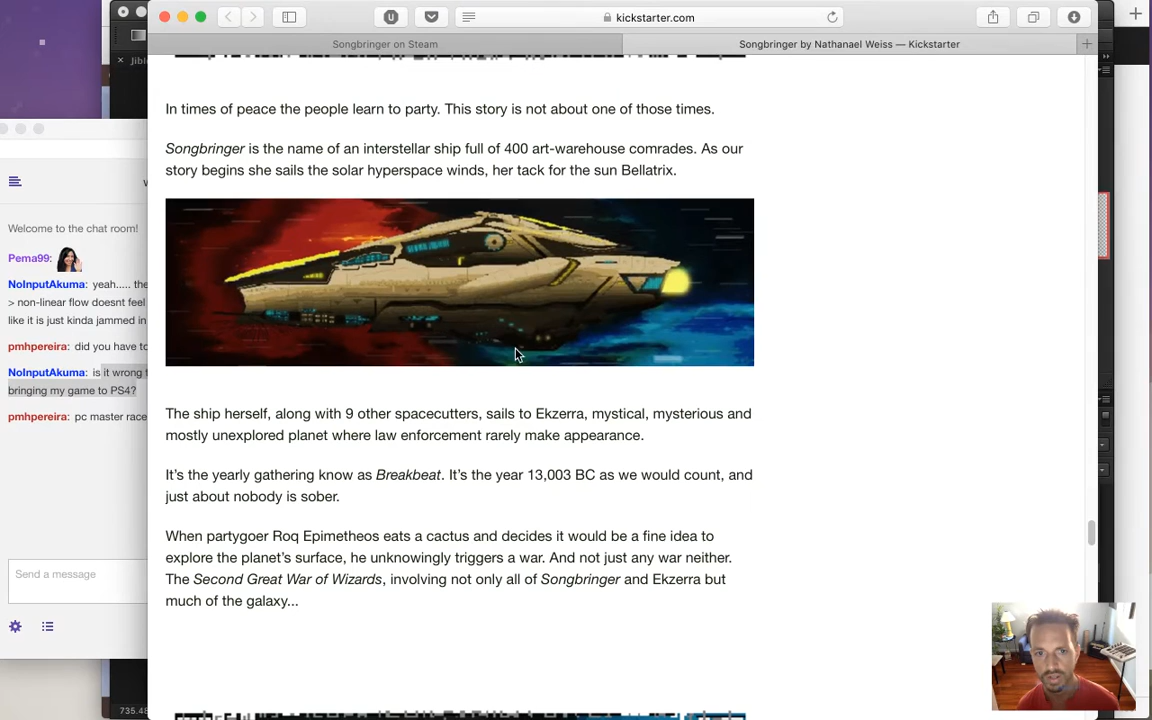 kickstarter.com
Songbringer on Steam
Songbringer by Nathanael Weiss — Kickstarter
Jible
In times of peace the people learn to party. This story is not about one of those times.
Songbringer is the name of an interstellar ship full of 400 art-warehouse comrades. As our
story begins she sails the solar hyperspace winds, her tack for the sun Bellatrix.
The ship herself, along with 9 other spacecutters, sails to Ekzerra, mystical, mysterious and
mostly unexplored planet where law enforcement rarely make appearance.
It's the yearly gathering know as Breakbeat. It's the year 13,003 BC as we would count, and
just about nobody is sober.
When partygoer Roq Epimetheos eats a cactus and decides it would be a fine idea to
explore the planet's surface, he unknowingly triggers a war. And not just any war neither.
The Second Great War of Wizards, involving not only all of Songbringer and Ekzerra but
much of the galaxy...
Welcome to the chat room!
Pema99:
NoInputAkuma: yeah..... the
> non-linear flow doesnt feel
like it is just kinda jammed in
pmhpereira: did you have to
NoInputAkuma: is it wrong
bringing my game to PS4?
pmhpereira: pc master race
Send a message
735.48